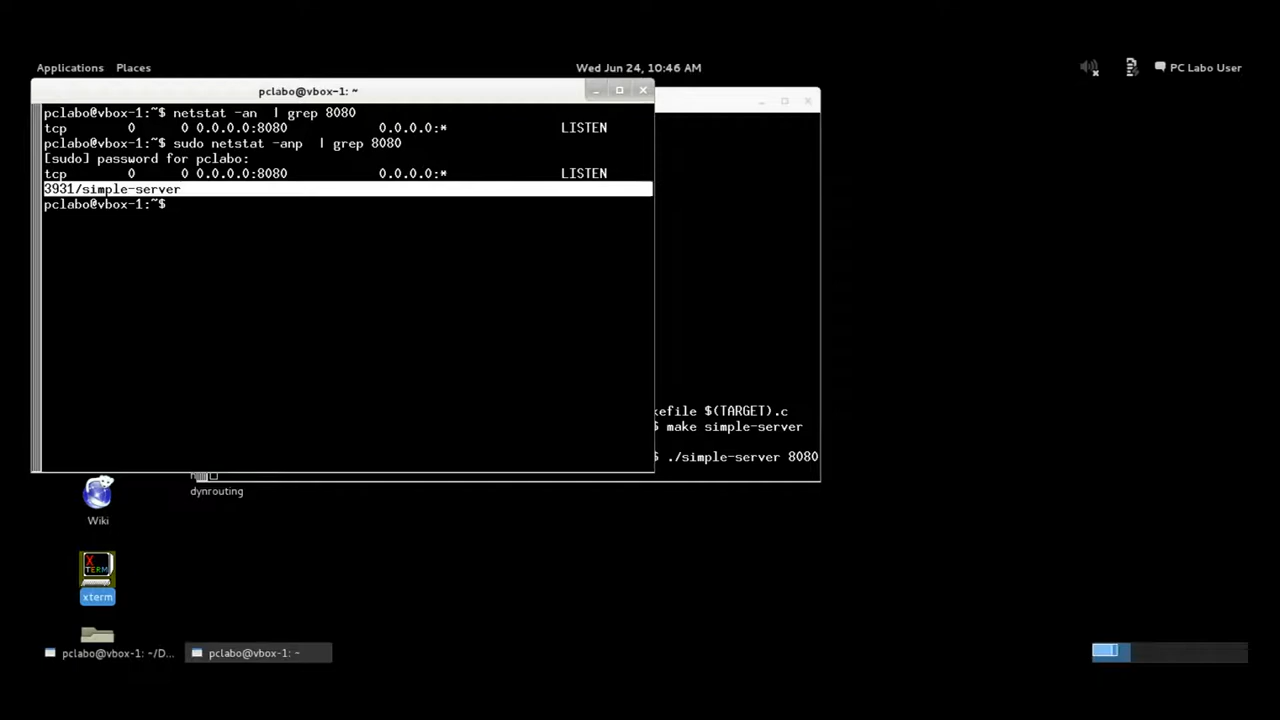 Applications Places
Wed Jun 24, 10:46 AM
PC Labo User
pclabo@vbox-1: ~
pclabo@vbox-1:~$ netstat -an  | grep 8080
tcp 0 0 0.0.0.0:8080 0.0.0.0:* LISTEN
pclabo@vbox-1:~$ sudo netstat -anp  | grep 8080
[sudo] password for pclabo:
tcp 0 0 0.0.0.0:8080 0.0.0.0:* LISTEN
3931/simple-server
pclabo@vbox-1:~$
kefile $(TARGET).c
$ make simple-server
$ ./simple-server 8080
dynrouting
Wiki
XTERM
xterm
pclabo@vbox-1: ~/D...
pclabo@vbox-1: ~